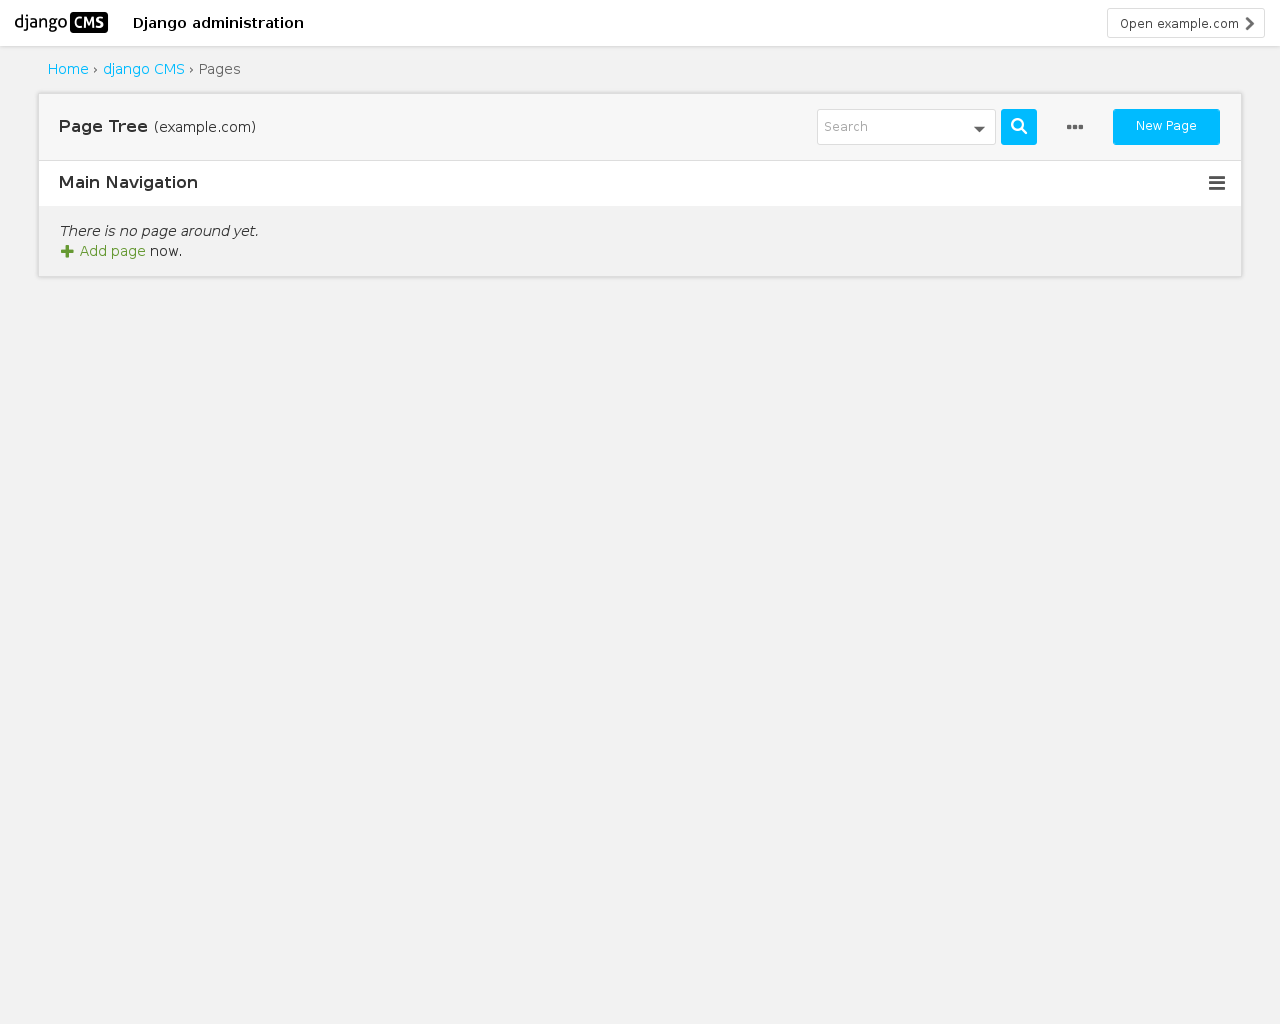 django CMS Django administration Open example.com
Home › django CMS › Pages
Page Tree (example.com) Search New Page
Main Navigation
There is no page around yet.
Add page now.